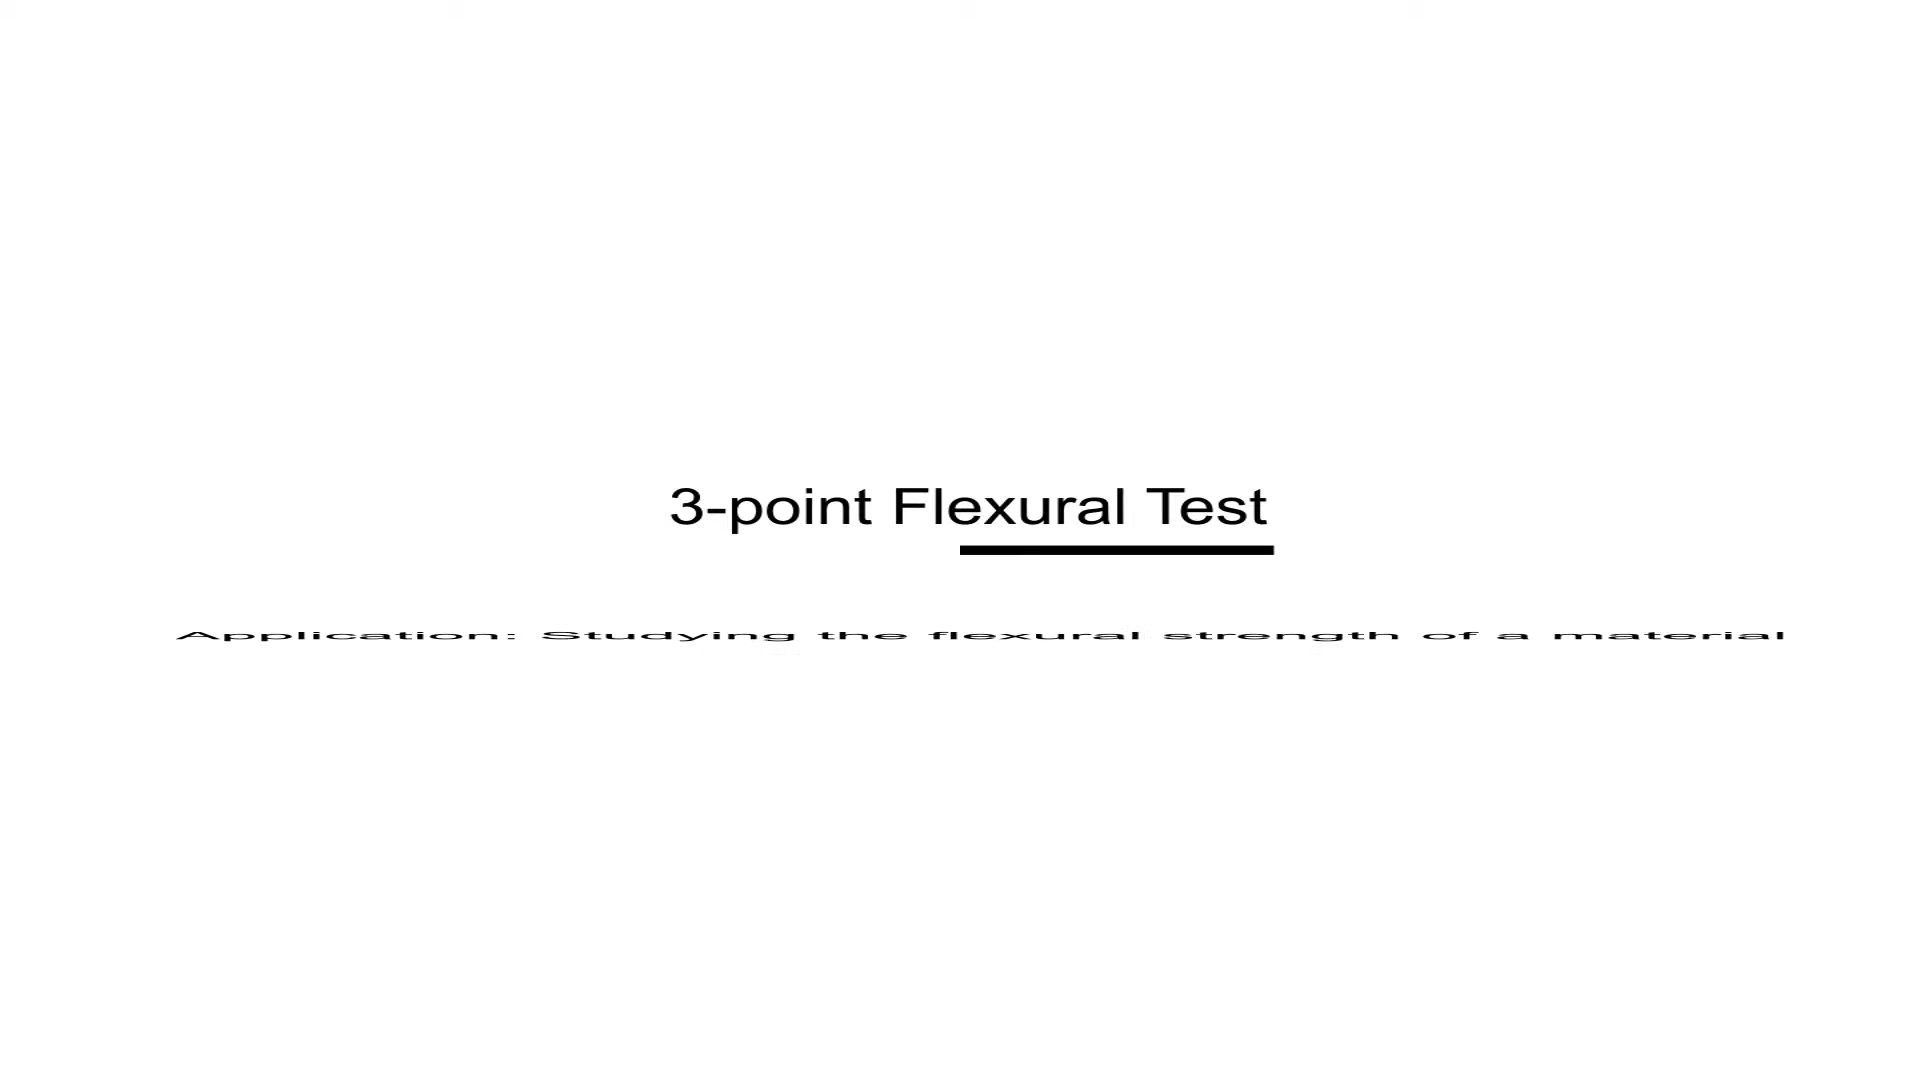 3-point Flexural Test
Application: Studying the flexural strength of a material